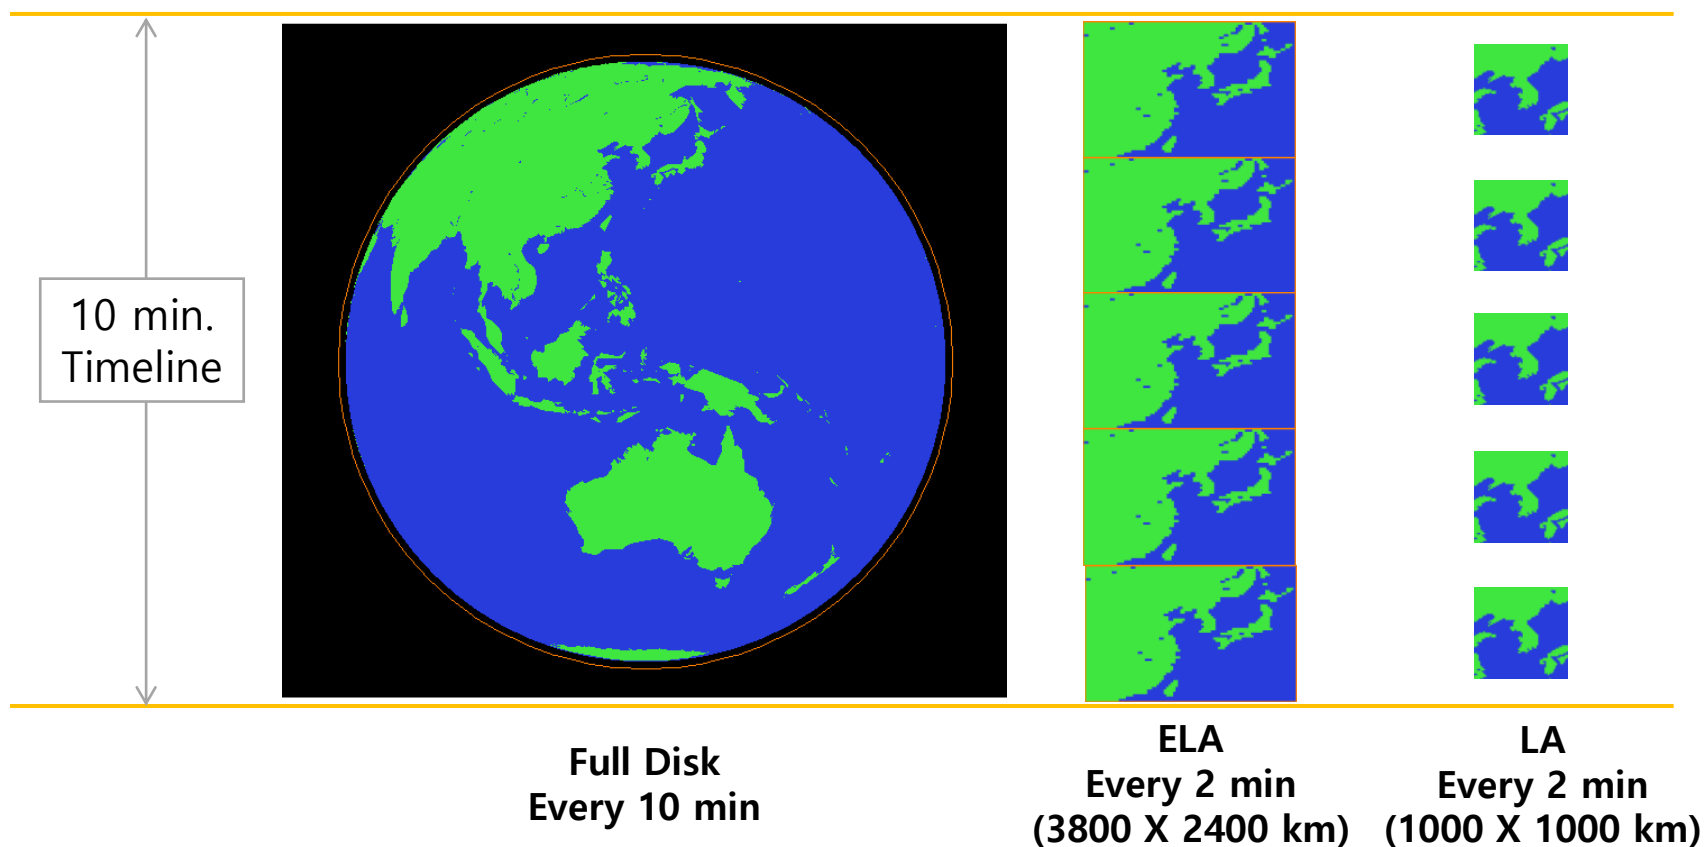 10 min.
Timeline
Full Disk
Every 10 min
ELA
Every 2 min
(3800 X 2400 km)
LA
Every 2 min
(1000 X 1000 km)